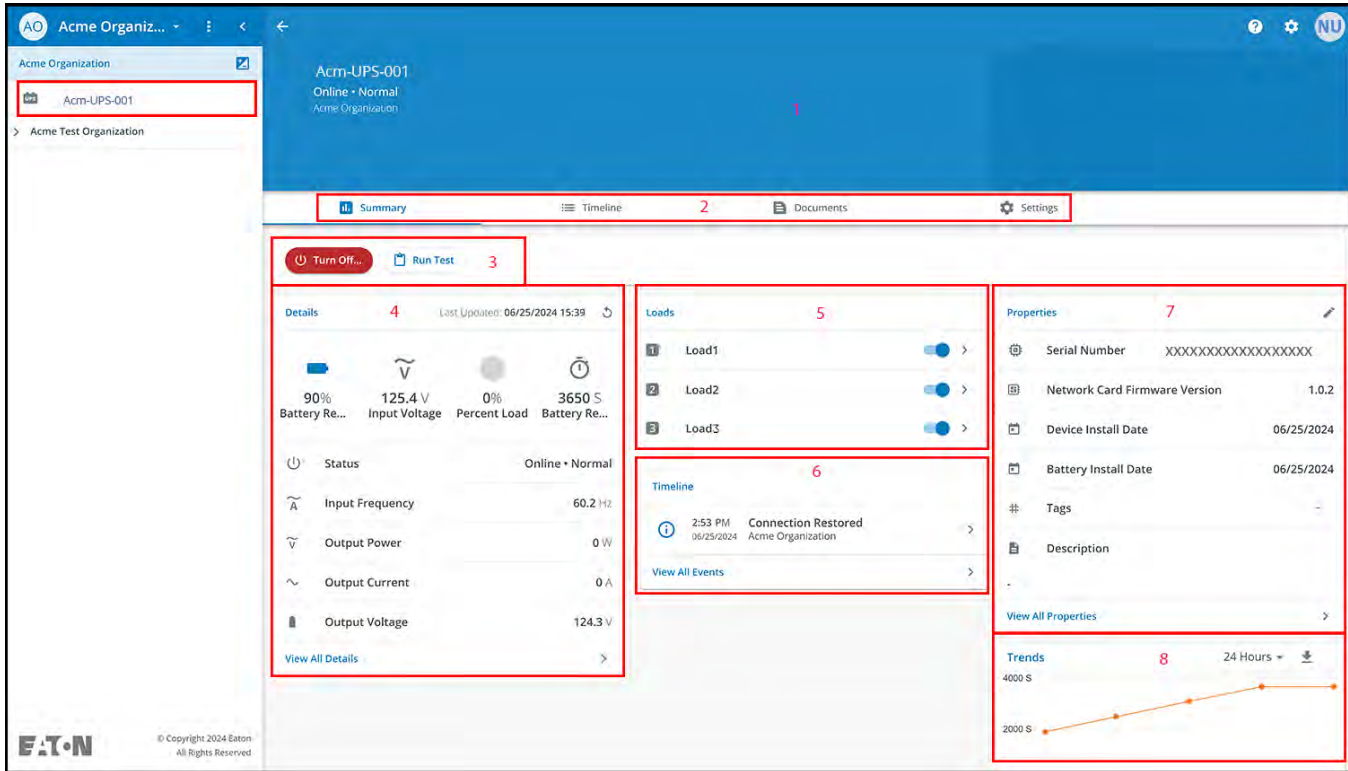 AO Acme Organiz...
NU
Acme Organization
UPS Acm-UPS-001
Acme Test Organization
Acm-UPS-001
Online • Normal
Acme Organization
1
Summary Timeline 2 Documents Settings
Turn Off... Run Test 3
Details 4 Last Updated: 06/25/2024 15:39
90% 125.4 V 0% 3650 S
Battery Re... Input Voltage Percent Load Battery Re...
Status Online • Normal
Input Frequency 60.2 Hz
Output Power 0 W
Output Current 0 A
Output Voltage 124.3 V
View All Details
Loads 5
1 Load1
2 Load2
3 Load3
6
Timeline
2:53 PM Connection Restored
06/25/2024 Acme Organization
View All Events
Properties 7
Serial Number XXXXXXXXXXXXXXXXXX
Network Card Firmware Version 1.0.2
Device Install Date 06/25/2024
Battery Install Date 06/25/2024
# Tags -
Description
-
View All Properties
Trends 8 24 Hours
4000 S
2000 S
EATON © Copyright 2024 Eaton
All Rights Reserved